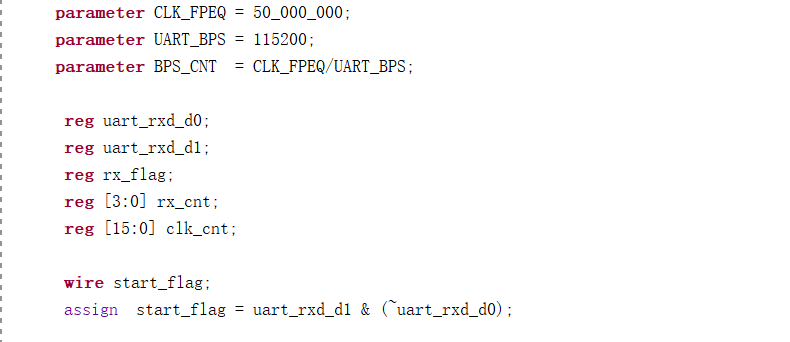 parameter CLK_FPEQ = 50_000_000;
parameter UART_BPS = 115200;
parameter BPS_CNT  = CLK_FPEQ/UART_BPS;
reg uart_rxd_d0;
reg uart_rxd_d1;
reg rx_flag;
reg [3:0] rx_cnt;
reg [15:0] clk_cnt;
wire start_flag;
assign  start_flag = uart_rxd_d1 & (~uart_rxd_d0);